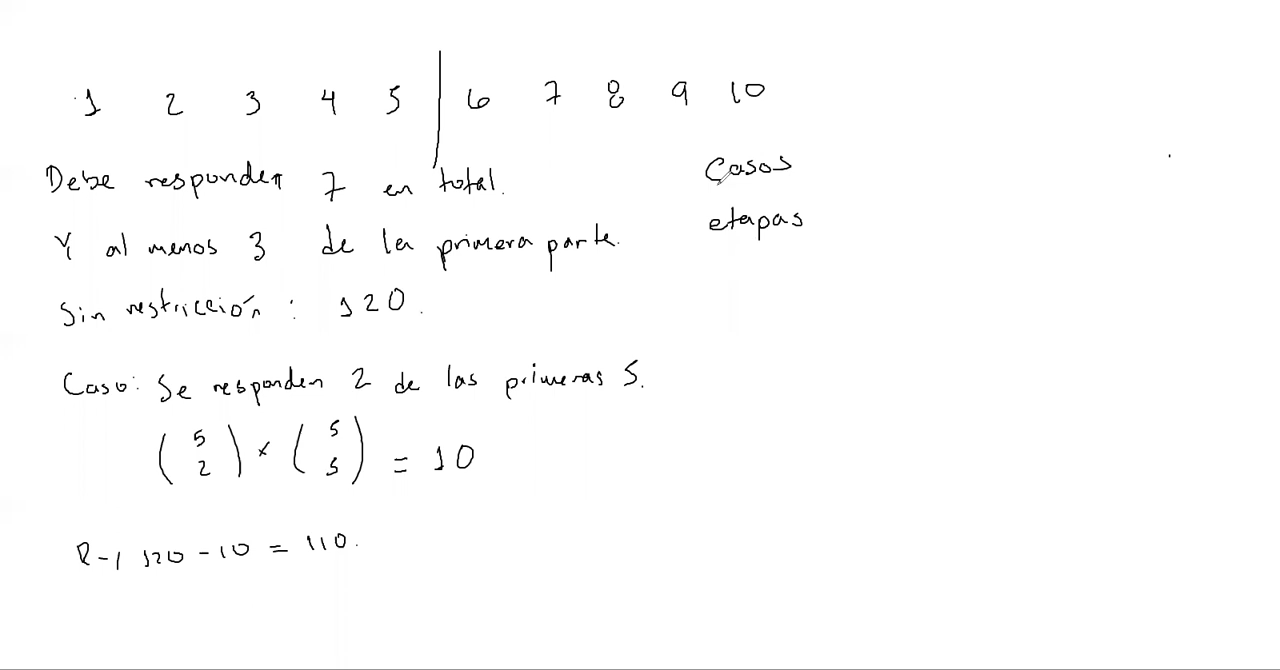 1 2 3 4 5 | 6 7 8 9 10
Debe responder 7 en total.
Y al menos 3 de la primera parte.
Casos
etapas
Sin restricción : 120.
Caso: Se responden 2 de las primeras 5.
(5 2) × (5 5) = 10
R-1 120 - 10 = 110.